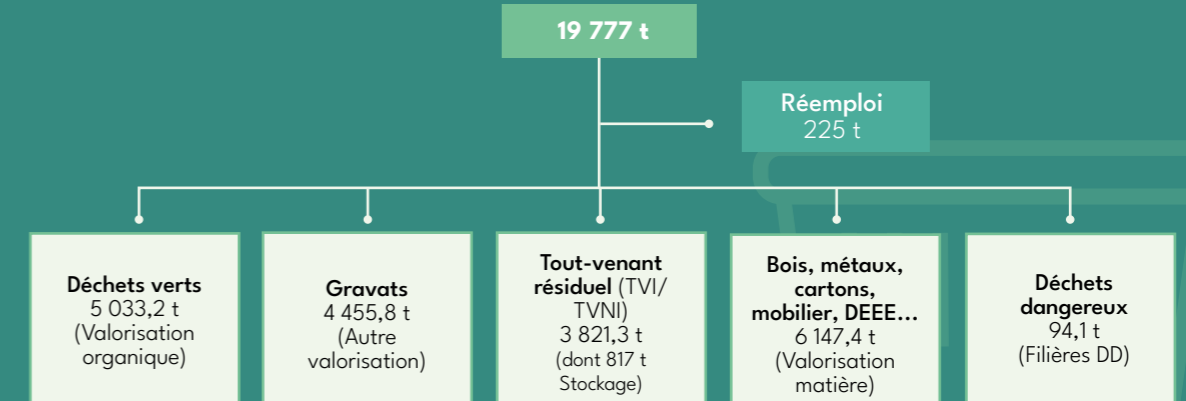 19 777 t
Réemploi
225 t
Déchets verts
5 033,2 t
(Valorisation
organique)
Gravats
4 455,8 t
(Autre
valorisation)
Tout-venant
résiduel (TVI/
TVNI)
3 821,3 t
(dont 817 t
Stockage)
Bois, métaux,
cartons,
mobilier, DEEE...
6 147,4 t
(Valorisation
matière)
Déchets
dangereux
94,1 t
(Filières DD)